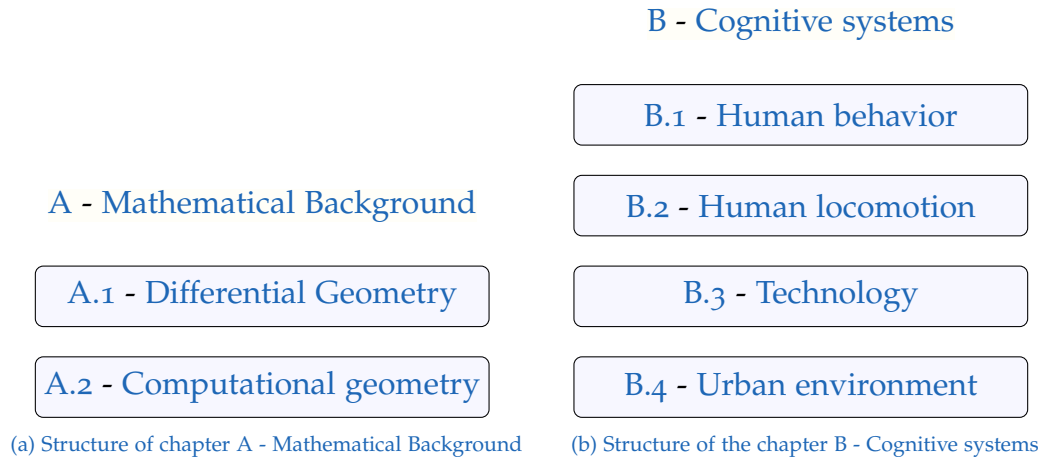 A - Mathematical Background
A.1 - Differential Geometry
A.2 - Computational geometry
(a) Structure of chapter A - Mathematical Background
B - Cognitive systems
B.1 - Human behavior
B.2 - Human locomotion
B.3 - Technology
B.4 - Urban environment
(b) Structure of the chapter B - Cognitive systems